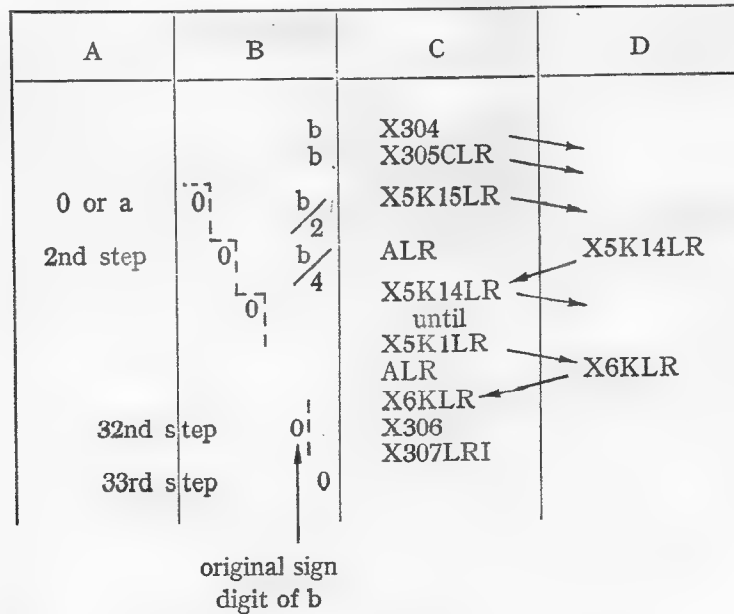 A B C D
b X304
b X305CLR
0 or a 0 b/2 X5K15LR
2nd step 0 b/4 ALR X5K14LR
0 X5K14LR
until
X5K1LR
ALR X6KLR
X6KLR
32nd step 0 X306
X307LRI
33rd step 0
original sign
digit of b